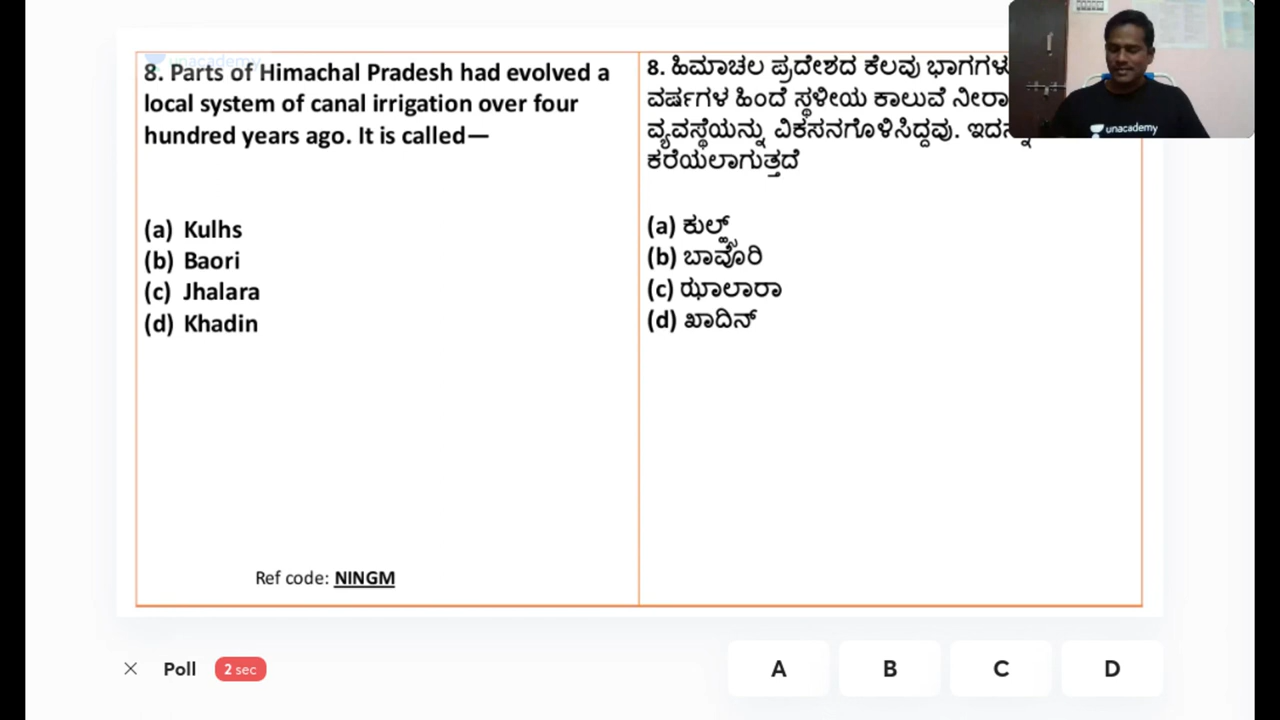 unacademy
8. Parts of Himachal Pradesh had evolved a
local system of canal irrigation over four
hundred years ago. It is called—
(a) Kulhs
(b) Baori
(c) Jhalara
(d) Khadin
Ref code: NINGM
8. ಹಿಮಾಚಲ ಪ್ರದೇಶದ ಕೆಲವು
ವರ್ಷಗಳ ಹಿಂದೆ ಸ್ಥಳೀಯ ಕಾಲುವೆ
ವ್ಯವಸ್ಥೆಯನ್ನು ವಿಕಸನಗೊಳಿಸಿದ್ದವು.
ಕರೆಯಲಾಗುತ್ತದೆ
(a) ಕುಲ್ಹ್ಸ
(b) ಬಾವೊರಿ
(c) ಝಾಲಾರಾ
(d) ಖಾದಿನ್
unacademy
Poll 2 sec A B C D